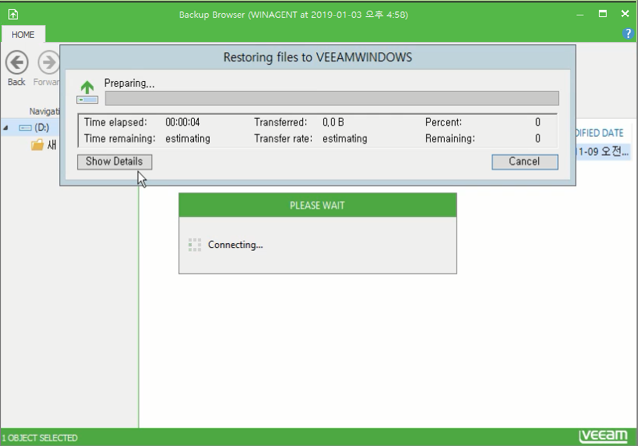 Backup Browser (WINAGENT at 2019-01-03 오후 4:58)
HOME
?
Restoring files to VEEAMWINDOWS
Preparing...
Time elapsed: 00:00:04 Transferred: 0,0 B Percent: 0
Time remaining: estimating Transfer rate: estimating Remaining: 0
Show Details Cancel
Back Forwar
Navigati
(D:)
새
DIFIED DATE
11-09 오전...
PLEASE WAIT
Connecting...
1 OBJECT SELECTED
veeam